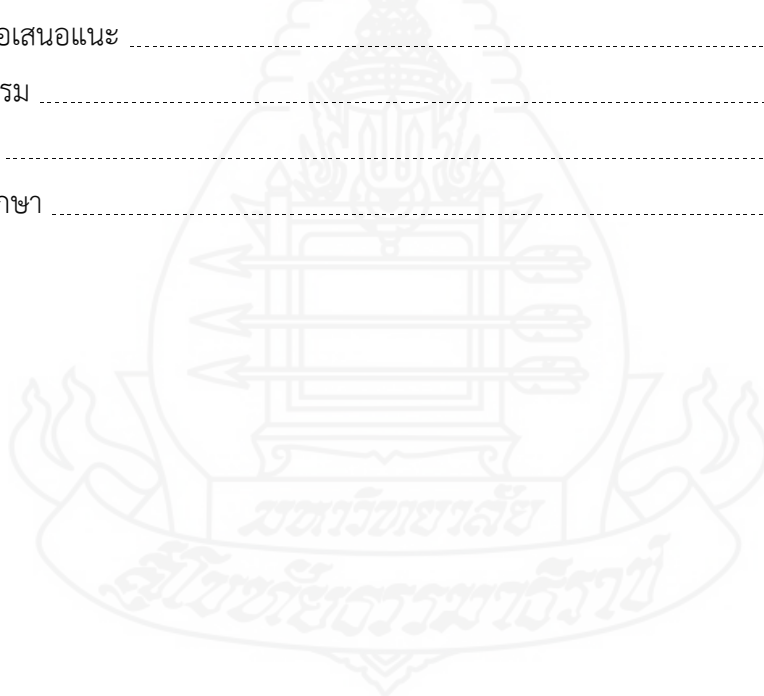 อเสนอแนะ
รม
กษา
มหาวิทยาลัย
สุโขทัยธรรมาธิราช